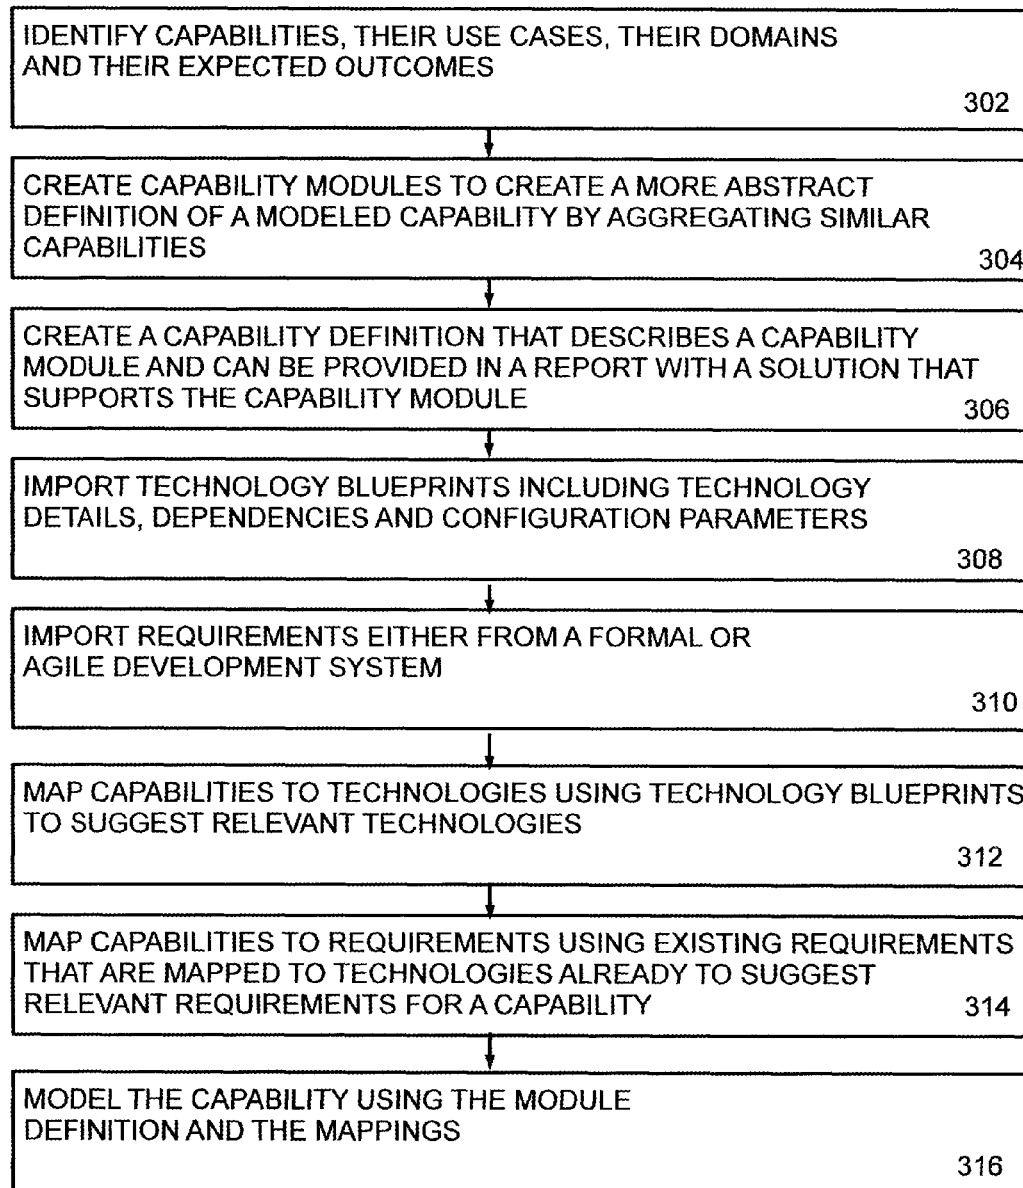 IDENTIFY CAPABILITIES, THEIR USE CASES, THEIR DOMAINS
AND THEIR EXPECTED OUTCOMES
302
CREATE CAPABILITY MODULES TO CREATE A MORE ABSTRACT
DEFINITION OF A MODELED CAPABILITY BY AGGREGATING SIMILAR
CAPABILITIES
304
CREATE A CAPABILITY DEFINITION THAT DESCRIBES A CAPABILITY
MODULE AND CAN BE PROVIDED IN A REPORT WITH A SOLUTION THAT
SUPPORTS THE CAPABILITY MODULE
306
IMPORT TECHNOLOGY BLUEPRINTS INCLUDING TECHNOLOGY
DETAILS, DEPENDENCIES AND CONFIGURATION PARAMETERS
308
IMPORT REQUIREMENTS EITHER FROM A FORMAL OR
AGILE DEVELOPMENT SYSTEM
310
MAP CAPABILITIES TO TECHNOLOGIES USING TECHNOLOGY BLUEPRINTS
TO SUGGEST RELEVANT TECHNOLOGIES
312
MAP CAPABILITIES TO REQUIREMENTS USING EXISTING REQUIREMENTS
THAT ARE MAPPED TO TECHNOLOGIES ALREADY TO SUGGEST
RELEVANT REQUIREMENTS FOR A CAPABILITY
314
MODEL THE CAPABILITY USING THE MODULE
DEFINITION AND THE MAPPINGS
316